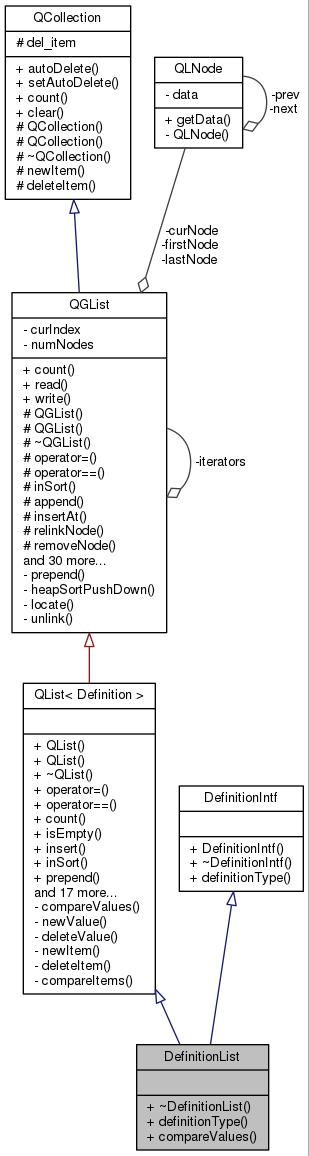 QCollection
# del_item
+ autoDelete()
+ setAutoDelete()
+ count()
+ clear()
# QCollection()
# QCollection()
# ~QCollection()
# newItem()
# deleteItem()
QLNode
- data
+ getData()
- QLNode()
-prev
-next
-curNode
-firstNode
-lastNode
QGList
- curIndex
- numNodes
+ count()
+ read()
+ write()
# QGList()
# QGList()
# ~QGList()
# operator=()
# operator==()
# inSort()
# append()
# insertAt()
# relinkNode()
# removeNode()
and 30 more...
- prepend()
- heapSortPushDown()
- locate()
- unlink()
-iterators
QList< Definition >
+ QList()
+ QList()
+ ~QList()
+ operator=()
+ operator==()
+ count()
+ isEmpty()
+ insert()
+ inSort()
+ prepend()
and 17 more...
- compareValues()
- newValue()
- deleteValue()
- newItem()
- deleteItem()
- compareItems()
DefinitionIntf
+ DefinitionIntf()
+ ~DefinitionIntf()
+ definitionType()
DefinitionList
+ ~DefinitionList()
+ definitionType()
+ compareValues()